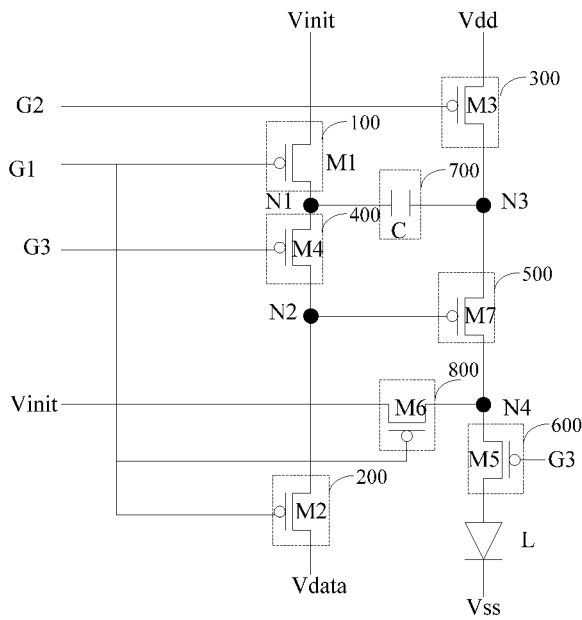 Vinit Vdd
300
G2 M3
100
G1 M1
700
N1 N3
400
C
G3 M4
500
N2 M7
800
Vinit M6 N4
600
M5 G3
200
M2
L
Vdata
Vss